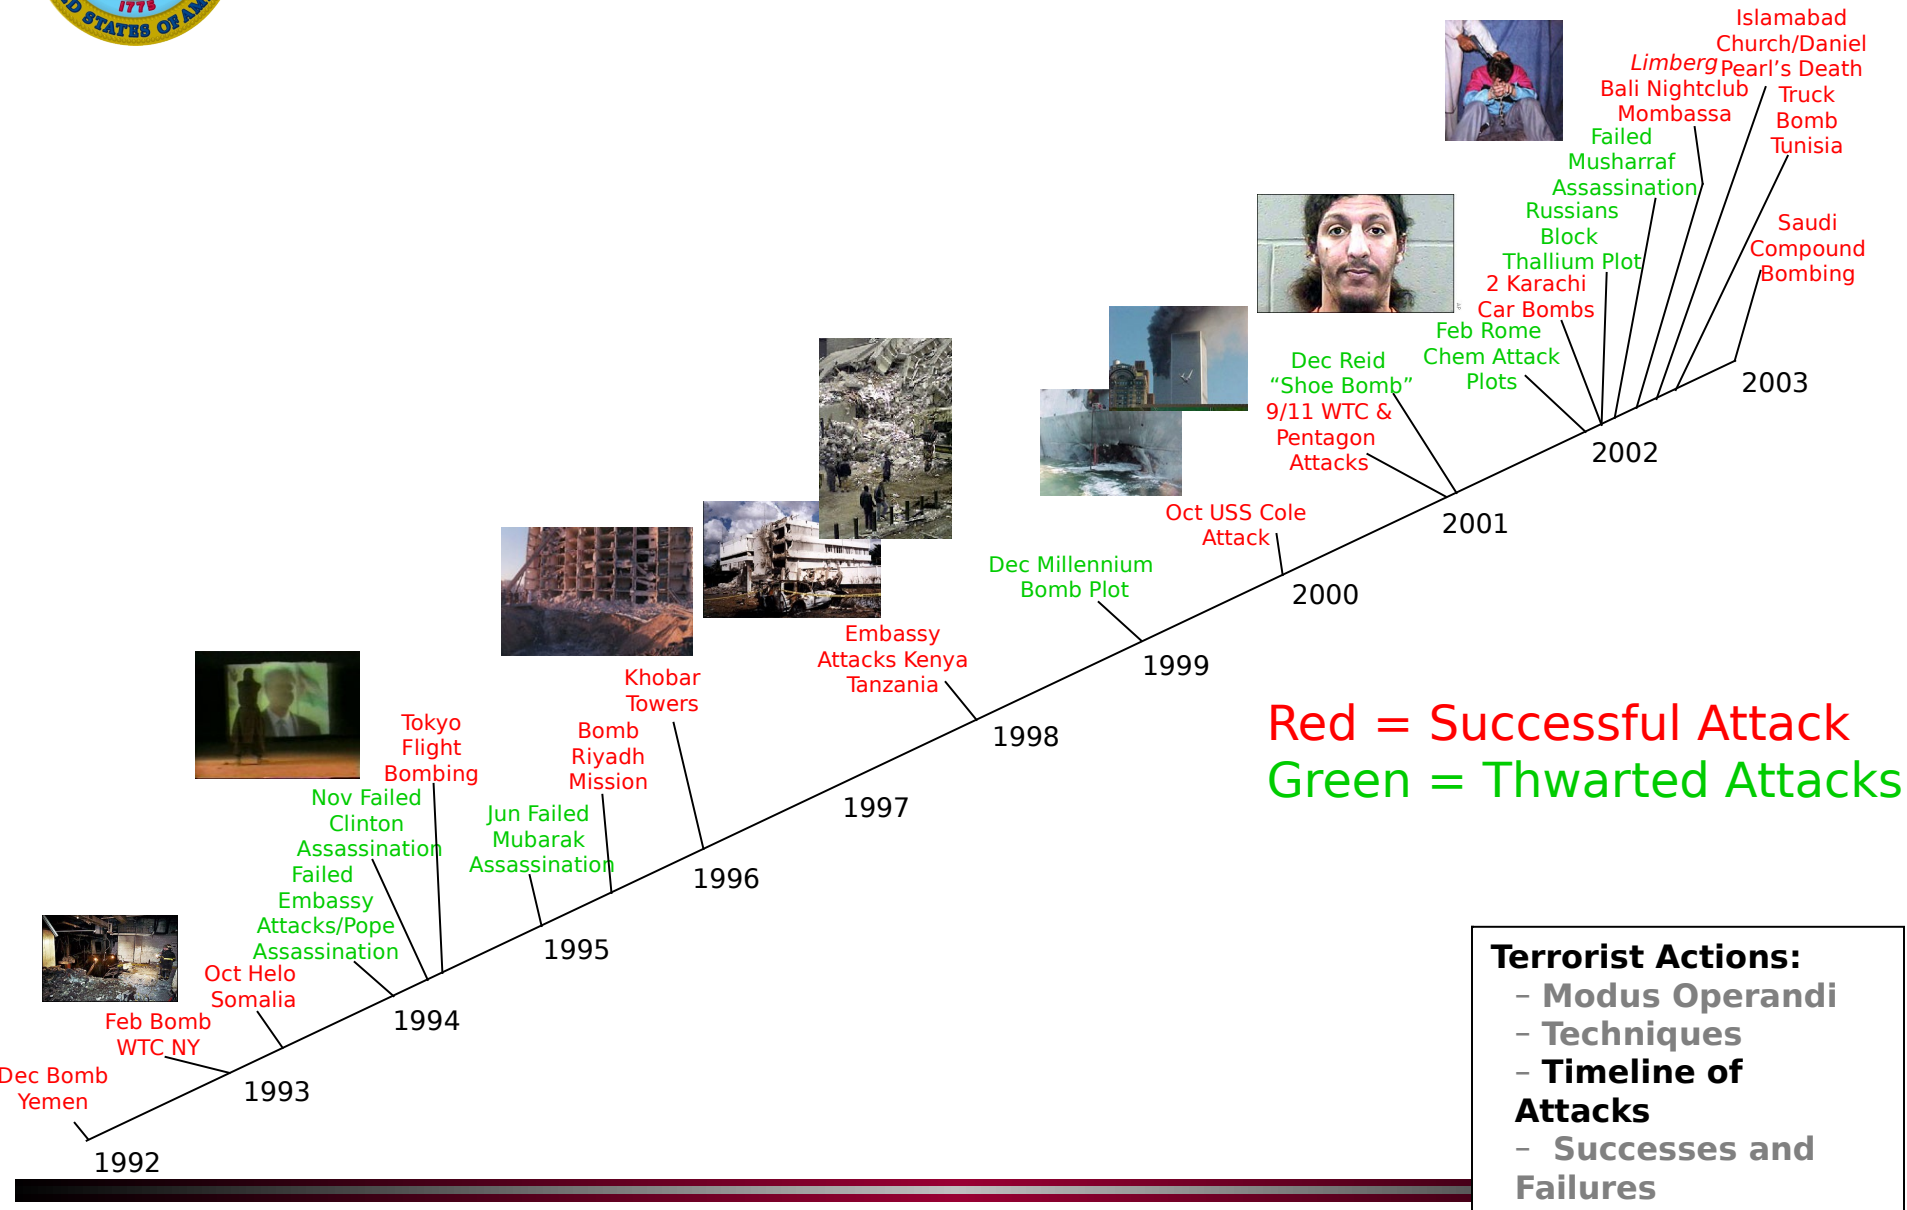 1775
D STATES OF AM
Islamabad
Church/Daniel
Pearl's Death
Limberg
Bali Nightclub
Mombassa
Truck
Bomb
Tunisia
Failed
Musharraf
Assassination
Russians
Block
Thallium Plot
Saudi
Compound
Bombing
2 Karachi
Car Bombs
Feb Rome
Chem Attack
Plots
Dec Reid
“Shoe Bomb”
9/11 WTC &
Pentagon
Attacks
2003
2002
2001
Oct USS Cole
Attack
2000
Dec Millennium
Bomb Plot
1999
Embassy
Attacks Kenya
Tanzania
1998
1997
Khobar
Towers
1996
Bomb
Riyadh
Mission
Jun Failed
Mubarak
Assassination
1995
Tokyo
Flight
Bombing
Nov Failed
Clinton
Assassination
Failed
Embassy
Attacks/Pope
Assassination
1994
Oct Helo
Somalia
Feb Bomb
WTC NY
1993
Dec Bomb
Yemen
1992
Red = Successful Attack
Green = Thwarted Attacks
Terrorist Actions:
– Modus Operandi
– Techniques
– Timeline of
Attacks
– Successes and
Failures